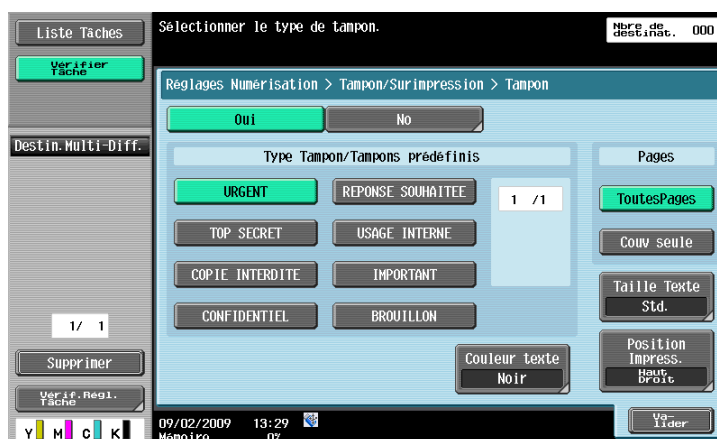 Liste Tâches
Sélectionner le type de tampon.
Nbre de
destinat.
000
Vérifier
Tâche
Réglages Numérisation > Tampon/Surimpression > Tampon
Oui
No
Destin.Multi-Diff.
Type Tampon/Tampons prédéfinis
Pages
URGENT
REPONSE SOUHAITEE
1 /1
ToutesPages
TOP SECRET
USAGE INTERNE
Couv seule
COPIE INTERDITE
IMPORTANT
Taille Texte
Std.
CONFIDENTIEL
BROUILLON
1/ 1
Position
Impress.
Haut
Droit
Supprimer
Couleur texte
Noir
Vérif.Régl.
Tâche
Va-
lider
09/02/2009 13:29
Y M C K
Mémoire 0%